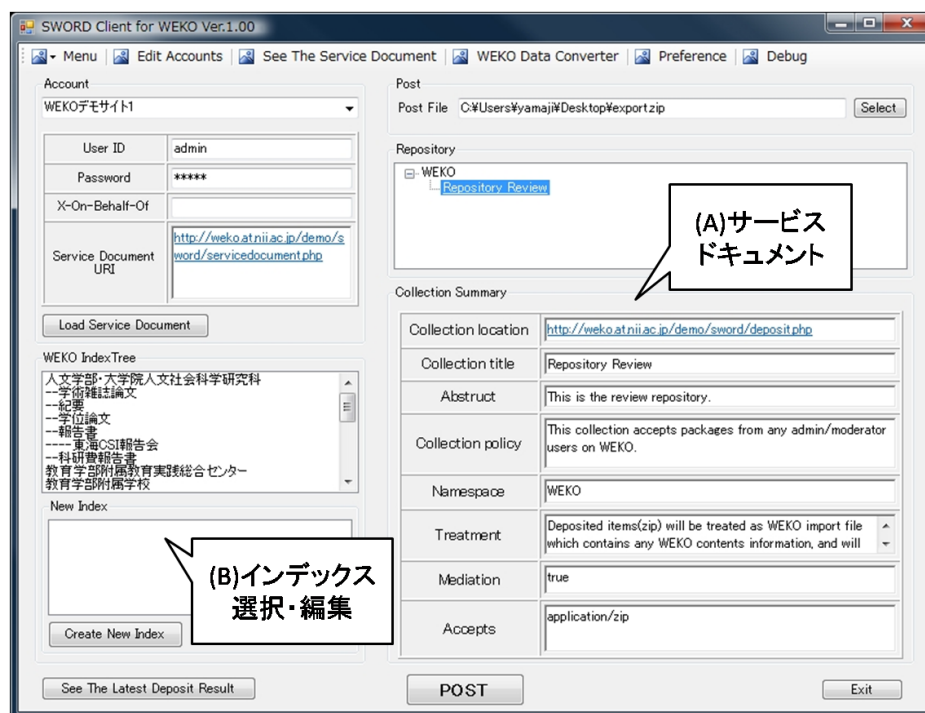 SWORD Client for WEKO Ver.1.00
Menu Edit Accounts See The Service Document WEKO Data Converter Preference Debug
Account
WEKOデモサイト1
User ID admin
Password *****
X-On-Behalf-Of
Service Document URI
http://weko.at.nii.ac.jp/demo/s
word/servicedocument.php
Load Service Document
WEKO IndexTree
人文学部・大学院人文社会科学研究科
--学術雑誌論文
--紀要
--学位論文
--報告書
----東海CSI報告会
--科研費報告書
教育学部附属教育実践総合センター
教育学部附属学校
New Index
(B)インデックス
選択・編集
Create New Index
See The Latest Deposit Result
Post
Post File C:¥Users¥yamaji¥Desktop¥export.zip Select
Repository
WEKO
Repository Review
(A)サービス
ドキュメント
Collection Summary
Collection location http://weko.at.nii.ac.jp/demo/sword/deposit.php
Collection title Repository Review
Abstruct This is the review repository.
Collection policy
This collection accepts packages from any admin/moderator
users on WEKO.
Namespace WEKO
Treatment
Deposited items(zip) will be treated as WEKO import file
which contains any WEKO contents information, and will
Mediation true
Accepts application/zip
POST
Exit